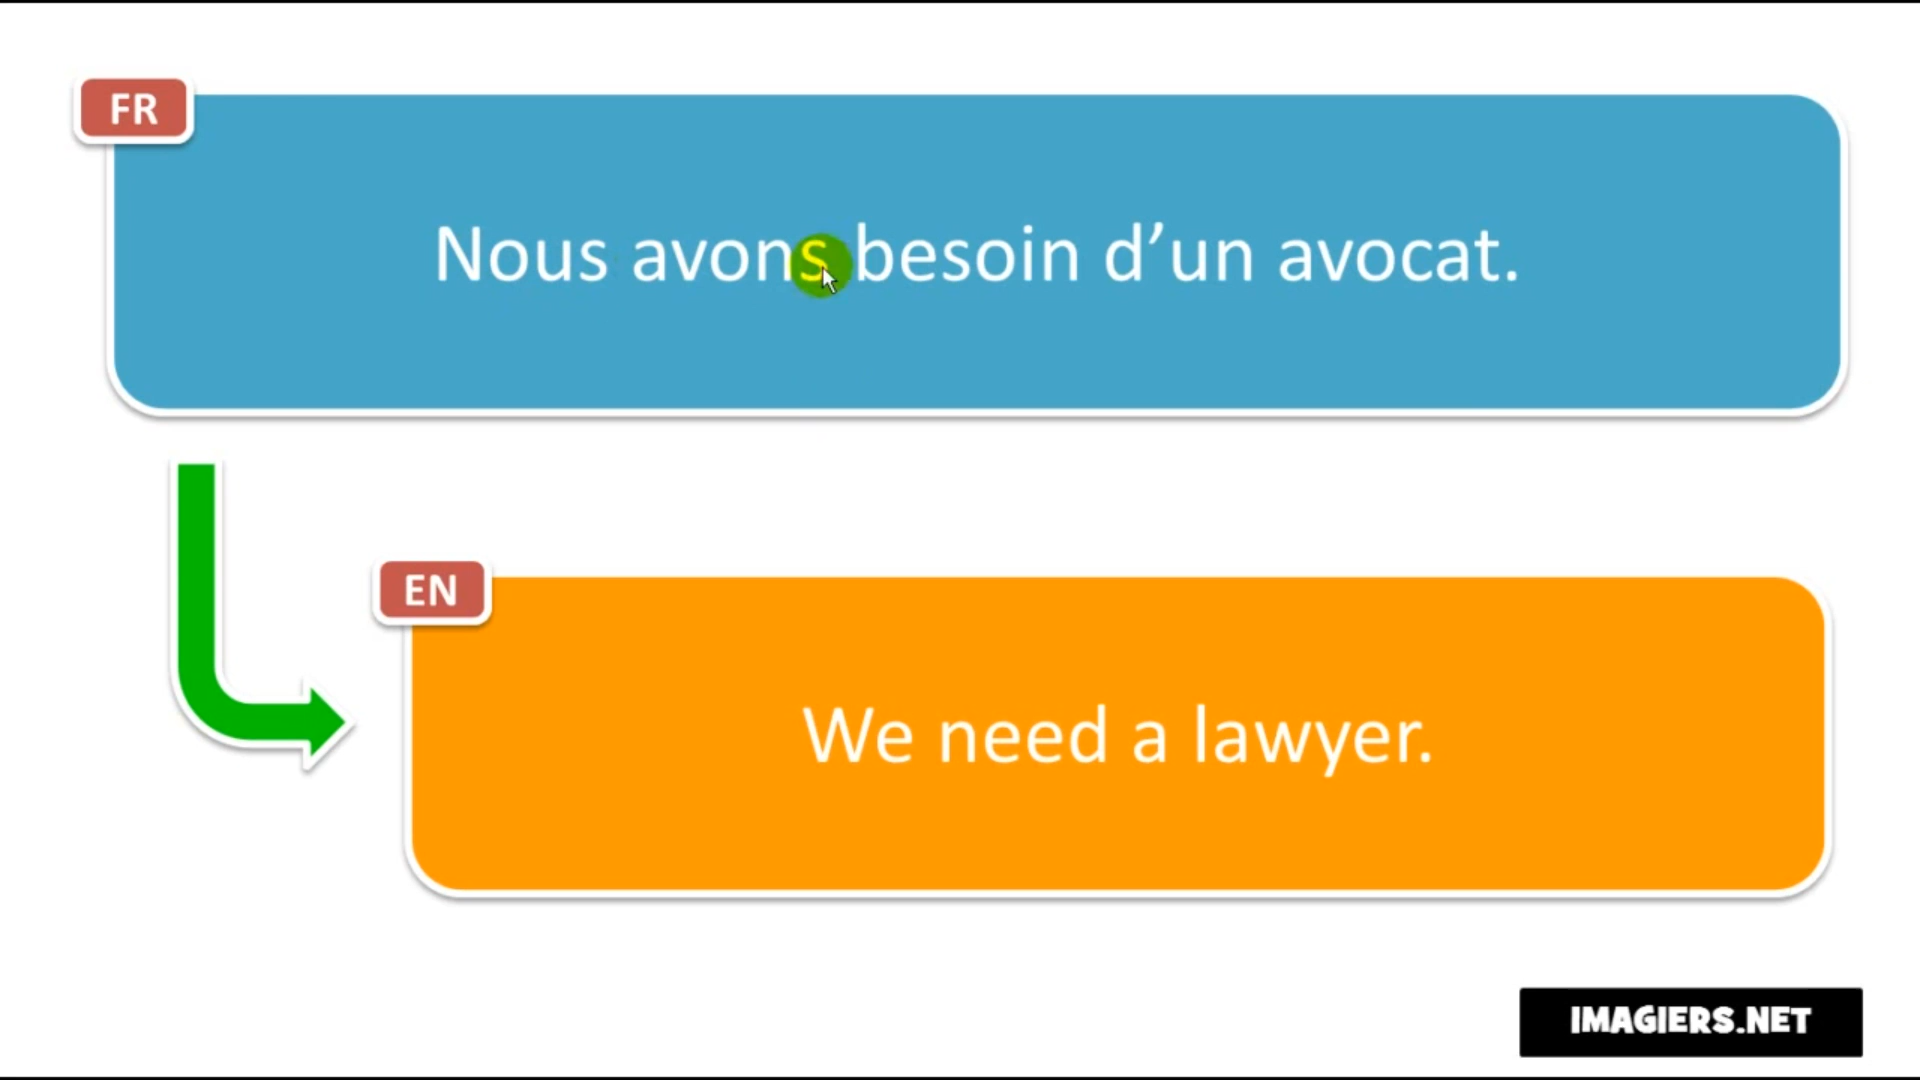 FR
Nous avons besoin d’un avocat.
EN
We need a lawyer.
IMAGIERS.NET